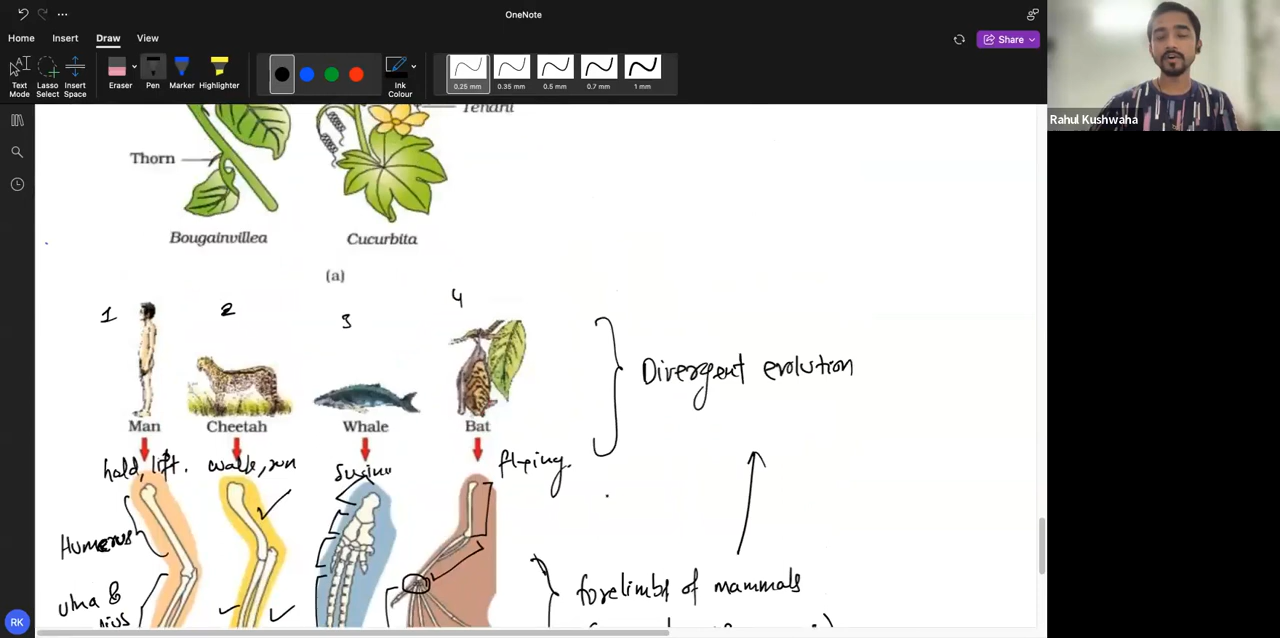 OneNote
Home Insert Draw View
Share
Text Mode
Lasso Select
Insert Space
Eraser
Pen
Marker
Highlighter
Ink Colour
0.25 mm 0.35 mm 0.5 mm 0.7 mm 1 mm
Rahul Kushwaha
Thorn
Bougainvillea Cucurbita
(a)
1 2 3 4
Divergent evolution
Man Cheetah Whale Bat
hold, lift. walk, run flying.
Humerus
forelimbs of mammals
ulna &
RK